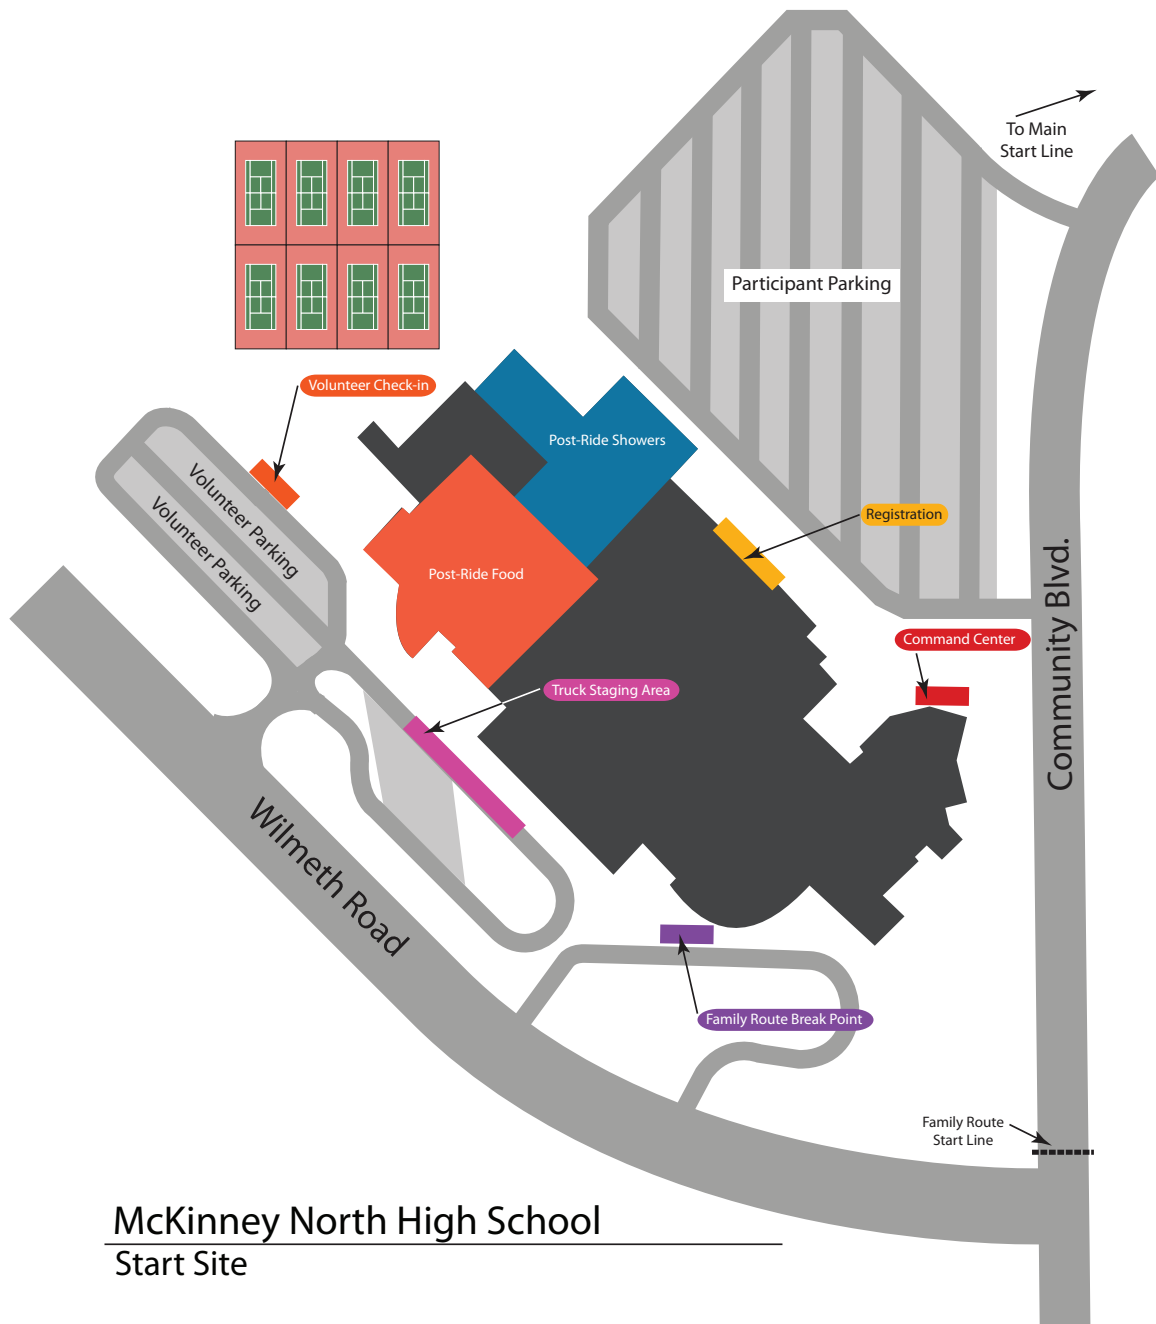 To Main
Start Line
Participant Parking
Volunteer Check-in
Post-Ride Showers
Volunteer Parking
Volunteer Parking
Registration
Post-Ride Food
Community Blvd.
Command Center
Truck Staging Area
Wilmeth Road
Family Route Break Point
Family Route
Start Line
McKinney North High School
Start Site